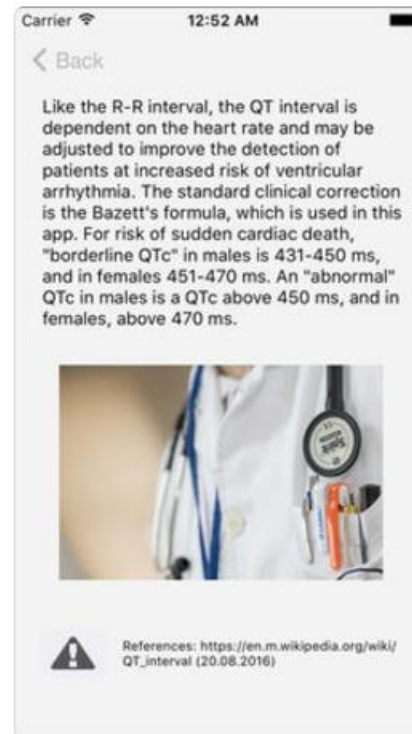 Carrier 12:52 AM
Back
Like the R-R interval, the QT interval is
dependent on the heart rate and may be
adjusted to improve the detection of
patients at increased risk of ventricular
arrhythmia. The standard clinical correction
is the Bazett's formula, which is used in this
app. For risk of sudden cardiac death,
"borderline QTc" in males is 431-450 ms,
and in females 451-470 ms. An "abnormal"
QTc in males is a QTc above 450 ms, and in
females, above 470 ms.
References: https://en.m.wikipedia.org/wiki/
QT_interval (20.08.2016)